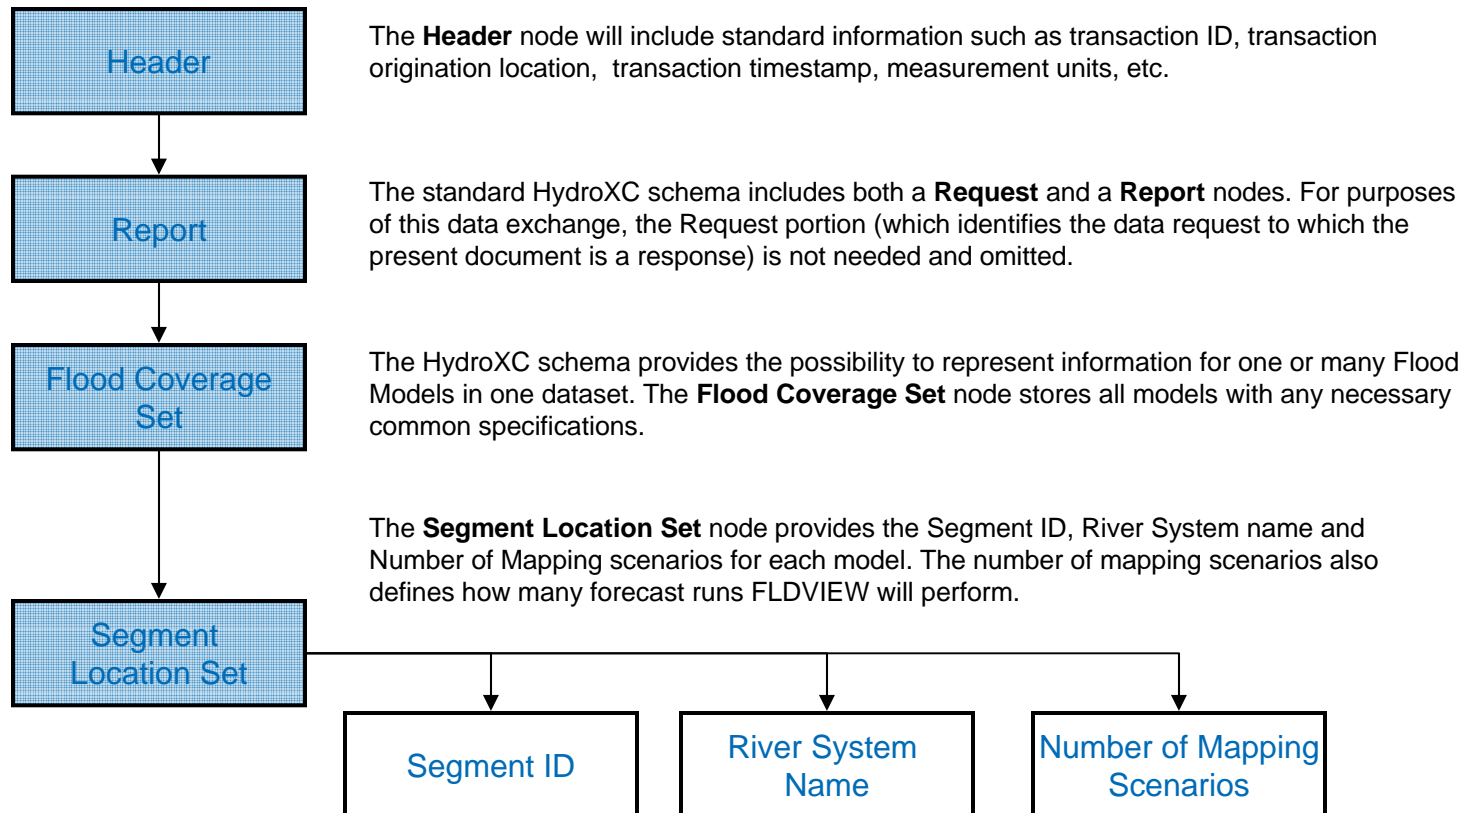 Header
The Header node will include standard information such as transaction ID, transaction
origination location, transaction timestamp, measurement units, etc.
Report
The standard HydroXC schema includes both a Request and a Report nodes. For purposes
of this data exchange, the Request portion (which identifies the data request to which the
present document is a response) is not needed and omitted.
Flood Coverage
Set
The HydroXC schema provides the possibility to represent information for one or many Flood
Models in one dataset. The Flood Coverage Set node stores all models with any necessary
common specifications.
The Segment Location Set node provides the Segment ID, River System name and
Number of Mapping scenarios for each model. The number of mapping scenarios also
defines how many forecast runs FLDVIEW will perform.
Segment
Location Set
Segment ID
River System
Name
Number of Mapping
Scenarios